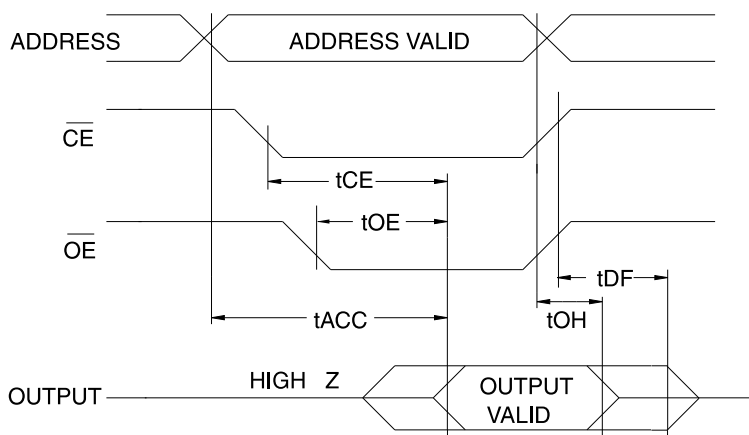 ADDRESS
ADDRESS VALID
CE
tCE
tOE
OE
tDF
tACC
tOH
HIGH Z
OUTPUT
OUTPUT
VALID